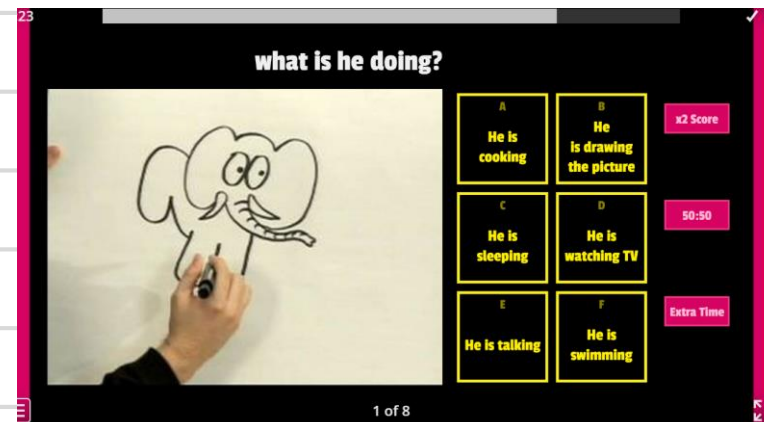 23
what is he doing?
A
He is
cooking
B
He
is drawing
the picture
x2 Score
C
He is
sleeping
D
He is
watching TV
50:50
E
He is talking
F
He is
swimming
Extra Time
1 of 8